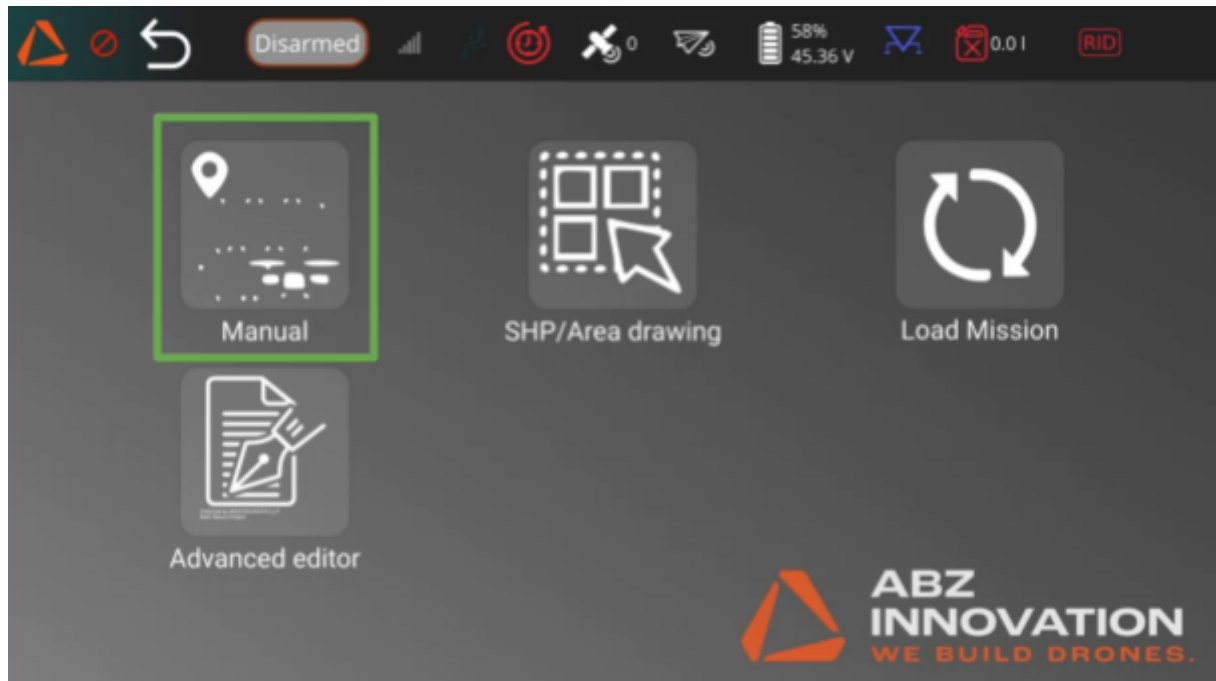 Disarmed
0
58%
45.36 V
0.0 l
RID
Manual
SHP/Area drawing
Load Mission
Advanced editor
ABZ
INNOVATION
WE BUILD DRONES.